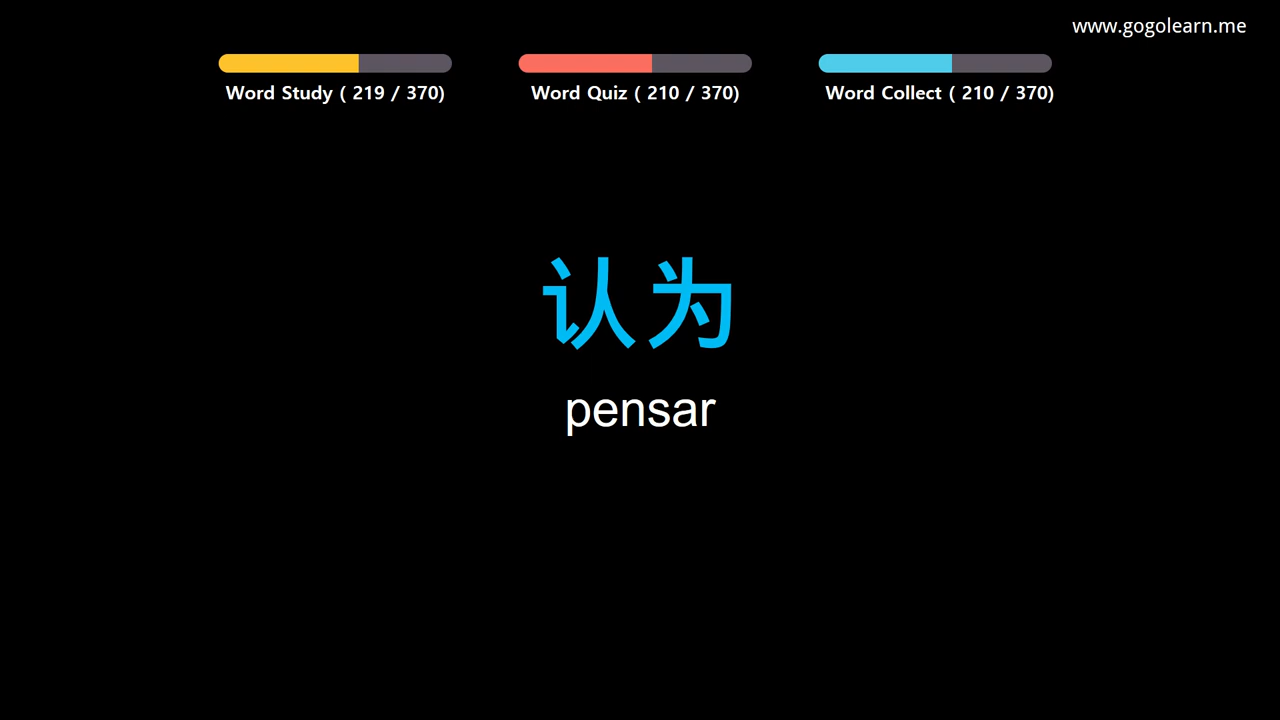 www.gogolearn.me
Word Study ( 219 / 370)
Word Quiz ( 210 / 370)
Word Collect ( 210 / 370)
认为
pensar